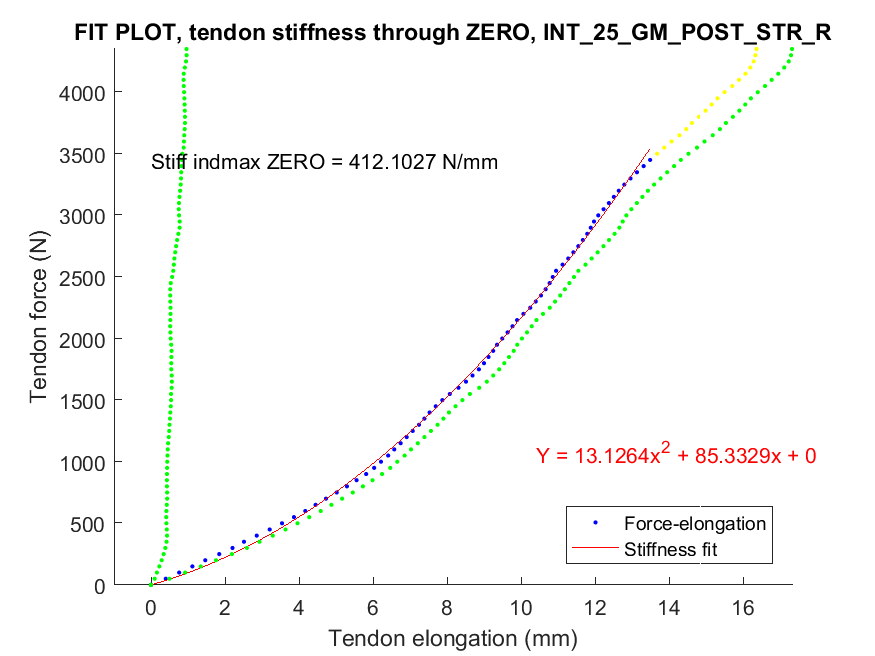 FIT PLOT, tendon stiffness through ZERO, INT_25_GM_POST_STR_R
4000
3500
3000
2500
2000
1500
1000
500
0
Tendon force (N)
Stiff indmax ZERO = 412.1027 N/mm
Y = 13.1264x² + 85.3329x + 0
Force-elongation
Stiffness fit
0 2 4 6 8 10 12 14 16
Tendon elongation (mm)